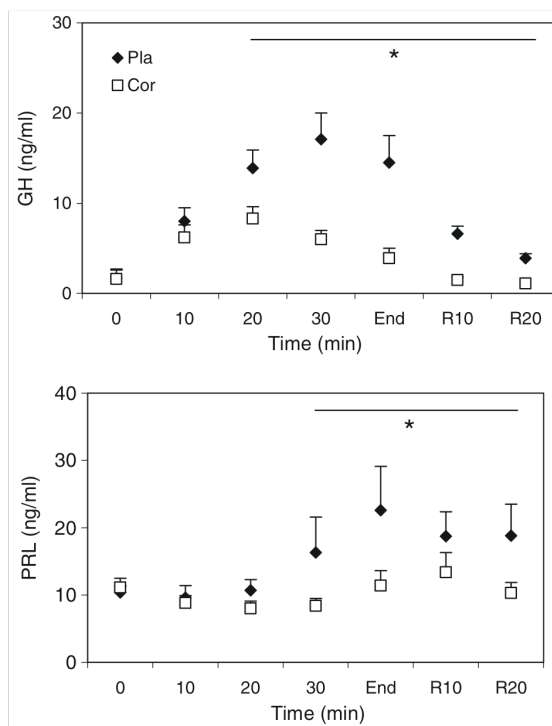 30
*
◆ Pla
□ Cor
20
GH (ng/ml)
10
0
0 10 20 30 End R10 R20
Time (min)
40
*
30
PRL (ng/ml)
20
10
0
0 10 20 30 End R10 R20
Time (min)